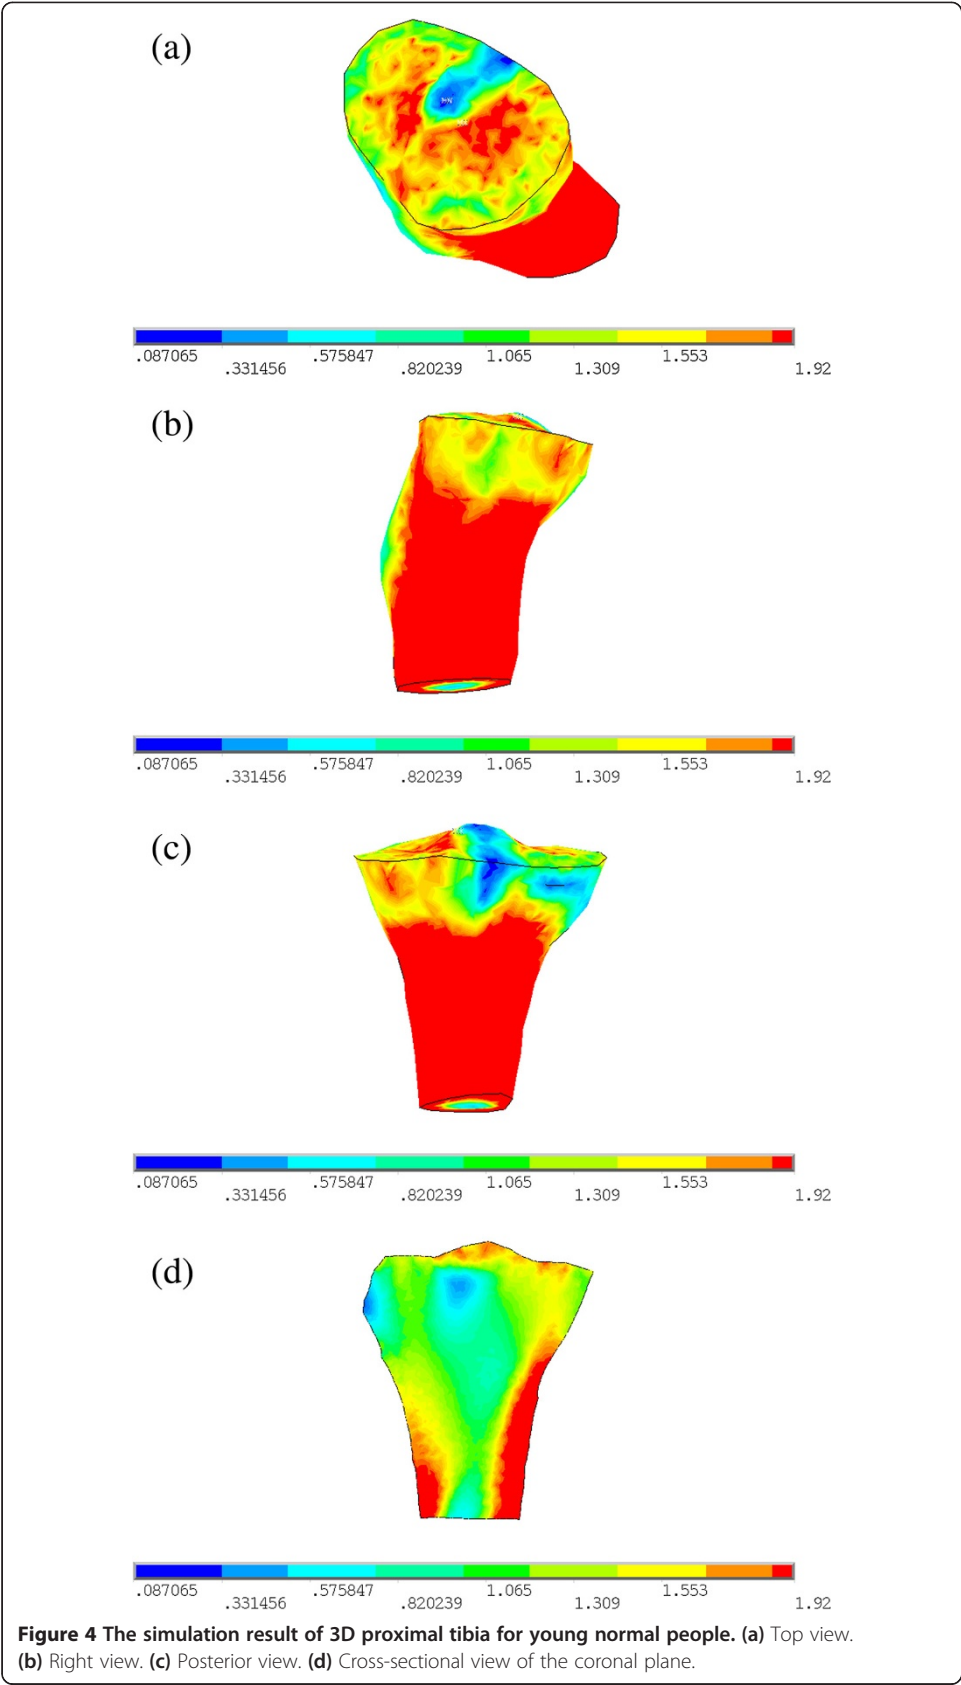 (a)
.087065 .575847 1.065 1.553
.331456 .820239 1.309 1.92
(b)
.087065 .575847 1.065 1.553
.331456 .820239 1.309 1.92
(c)
.087065 .575847 1.065 1.553
.331456 .820239 1.309 1.92
(d)
.087065 .575847 1.065 1.553
.331456 .820239 1.309 1.92
Figure 4 The simulation result of 3D proximal tibia for young normal people. (a) Top view.
(b) Right view. (c) Posterior view. (d) Cross-sectional view of the coronal plane.